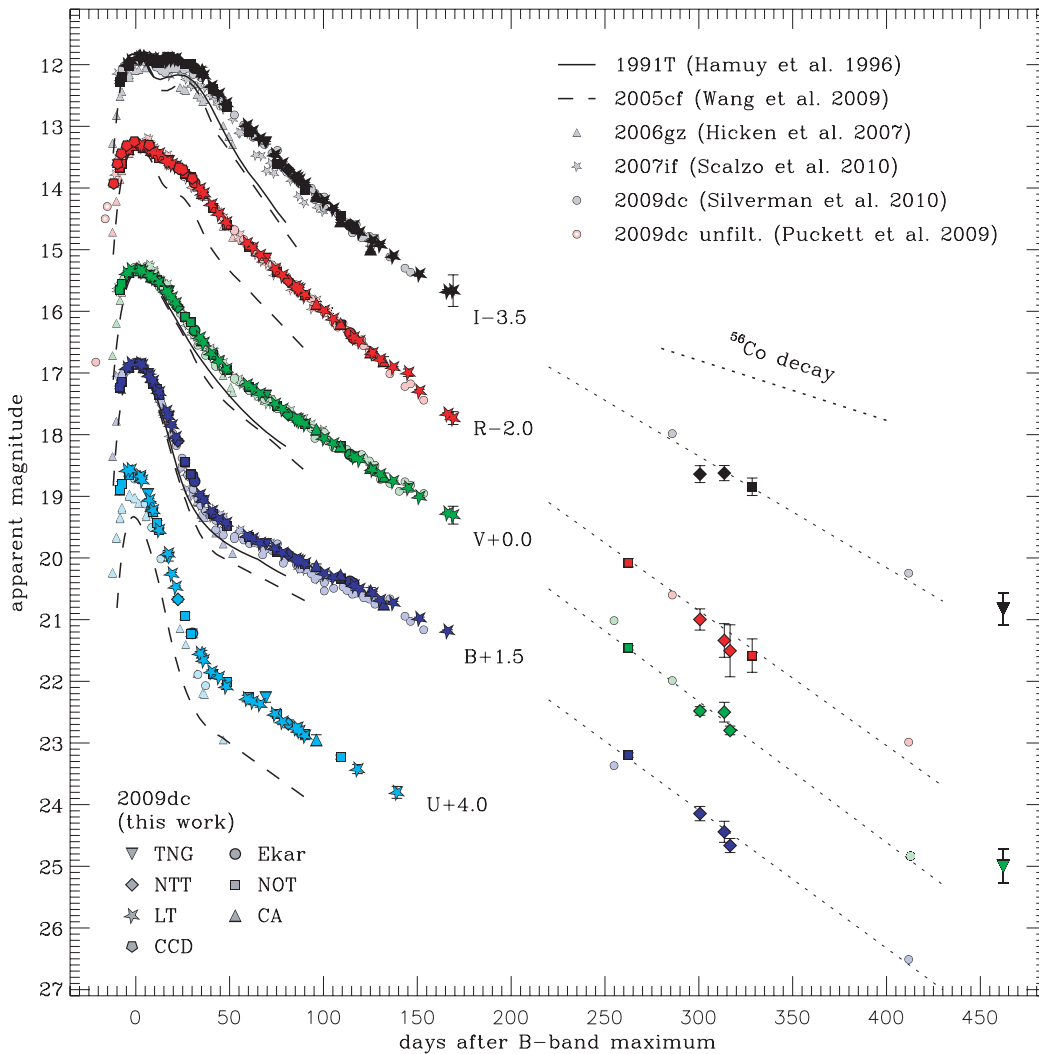 12
13
14
15
16
17
18
19
20
21
22
23
24
25
26
27
apparent magnitude
1991T (Hamuy et al. 1996)
2005cf (Wang et al. 2009)
2006gz (Hicken et al. 2007)
2007if (Scalzo et al. 2010)
2009dc (Silverman et al. 2010)
2009dc unfilt. (Puckett et al. 2009)
I−3.5
⁵⁶Co decay
R−2.0
V+0.0
B+1.5
U+4.0
2009dc
(this work)
TNG
Ekar
NTT
NOT
LT
CA
CCD
0 50 100 150 200 250 300 350 400 450
days after B−band maximum